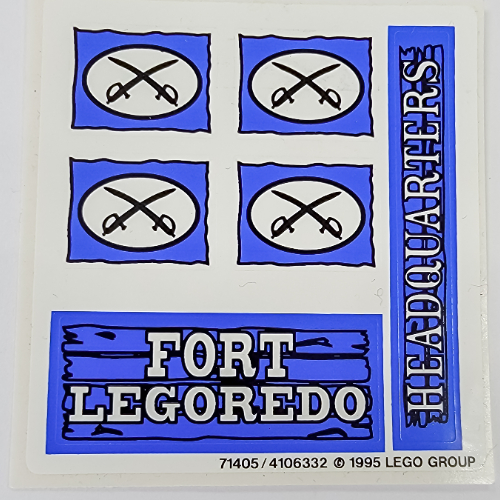 HEADQUARTERS
FORT
LEGOREDO
71405 / 4106332 © 1995 LEGO GROUP